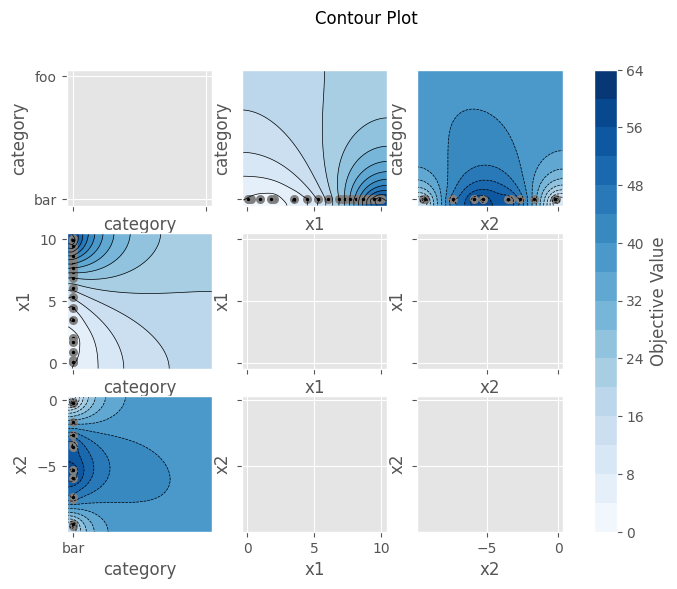 Contour Plot
foo
bar
category
category
category
category
x1
x2
10
5
0
x1
x1
x1
category
x1
x2
0
−5
x2
x2
x2
bar
0
5
10
−5
0
category
x1
x2
64
56
48
40
32
24
16
8
0
Objective Value